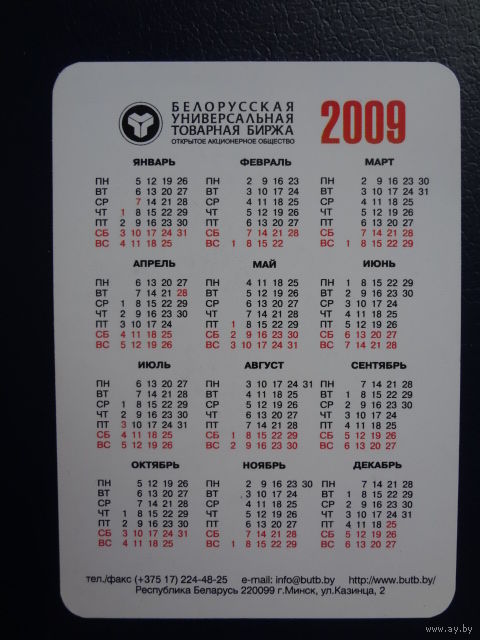 БЕЛОРУССКАЯ
УНИВЕРСАЛЬНАЯ
ТОВАРНАЯ БИРЖА
ОТКРЫТОЕ АКЦИОНЕРНОЕ ОБЩЕСТВО
2009
ЯНВАРЬ ФЕВРАЛЬ МАРТ
ПН 5 12 19 26 ПН 2 9 16 23 ПН 2 9 16 23 30
ВТ 6 13 20 27 ВТ 3 10 17 24 ВТ 3 10 17 24 31
СР 7 14 21 28 СР 4 11 18 25 СР 4 11 18 25
ЧТ 1 8 15 22 29 ЧТ 5 12 19 26 ЧТ 5 12 19 26
ПТ 2 9 16 23 30 ПТ 6 13 20 27 ПТ 6 13 20 27
СБ 3 10 17 24 31 СБ 7 14 21 28 СБ 7 14 21 28
ВС 4 11 18 25 ВС 1 8 15 22 ВС 1 8 15 22 29
АПРЕЛЬ МАЙ ИЮНЬ
ПН 6 13 20 27 ПН 4 11 18 25 ПН 1 8 15 22 29
ВТ 7 14 21 28 ВТ 5 12 19 26 ВТ 2 9 16 23 30
СР 1 8 15 22 29 СР 6 13 20 27 СР 3 10 17 24
ЧТ 2 9 16 23 30 ЧТ 7 14 21 28 ЧТ 4 11 18 25
ПТ 3 10 17 24 ПТ 1 8 15 22 29 ПТ 5 12 19 26
СБ 4 11 18 25 СБ 2 9 16 23 30 СБ 6 13 20 27
ВС 5 12 19 26 ВС 3 10 17 24 31 ВС 7 14 21 28
ИЮЛЬ АВГУСТ СЕНТЯБРЬ
ПН 6 13 20 27 ПН 3 10 17 24 31 ПН 7 14 21 28
ВТ 7 14 21 28 ВТ 4 11 18 25 ВТ 1 8 15 22 29
СР 1 8 15 22 29 СР 5 12 19 26 СР 2 9 16 23 30
ЧТ 2 9 16 23 30 ЧТ 6 13 20 27 ЧТ 3 10 17 24
ПТ 3 10 17 24 31 ПТ 7 14 21 28 ПТ 4 11 18 25
СБ 4 11 18 25 СБ 1 8 15 22 29 СБ 5 12 19 26
ВС 5 12 19 26 ВС 2 9 16 23 30 ВС 6 13 20 27
ОКТЯБРЬ НОЯБРЬ ДЕКАБРЬ
ПН 5 12 19 26 ПН 2 9 16 23 30 ПН 7 14 21 28
ВТ 6 13 20 27 ВТ 3 10 17 24 ВТ 1 8 15 22 29
СР 7 14 21 28 СР 4 11 18 25 СР 2 9 16 23 30
ЧТ 1 8 15 22 29 ЧТ 5 12 19 26 ЧТ 3 10 17 24 31
ПТ 2 9 16 23 30 ПТ 6 13 20 27 ПТ 4 11 18 25
СБ 3 10 17 24 31 СБ 7 14 21 28 СБ 5 12 19 26
ВС 4 11 18 25 ВС 1 8 15 22 29 ВС 6 13 20 27
тел./факс (+375 17) 224-48-25 e-mail: info@butb.by http://www.butb.by/
Республика Беларусь 220099 г.Минск, ул.Казинца, 2
www.ay.by